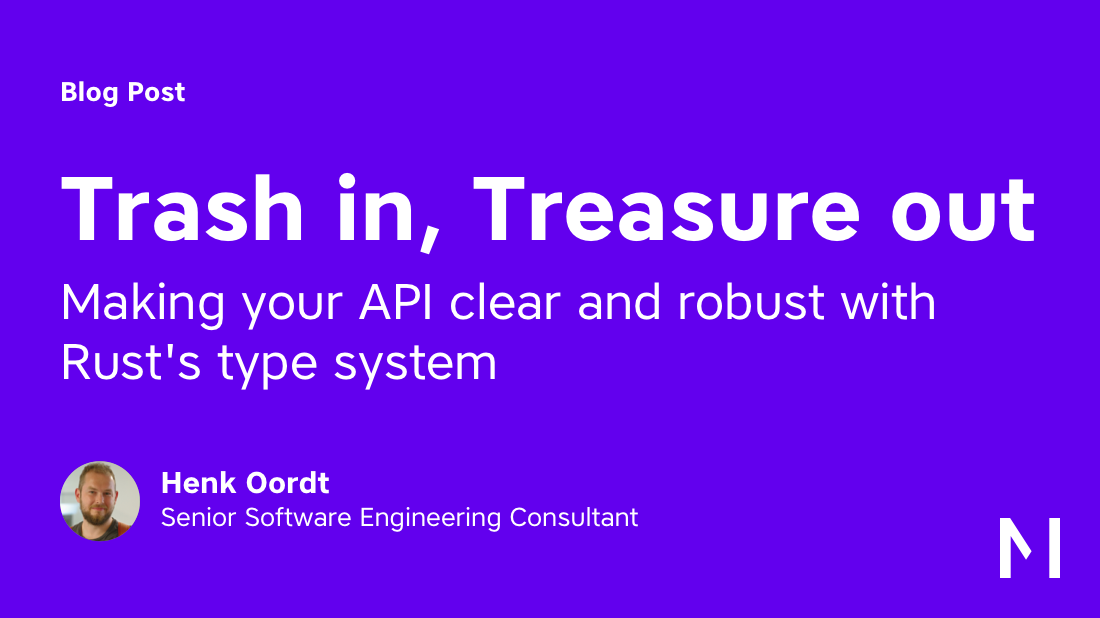 Blog Post
Trash in, Treasure out
Making your API clear and robust with
Rust's type system
Henk Oordt
Senior Software Engineering Consultant